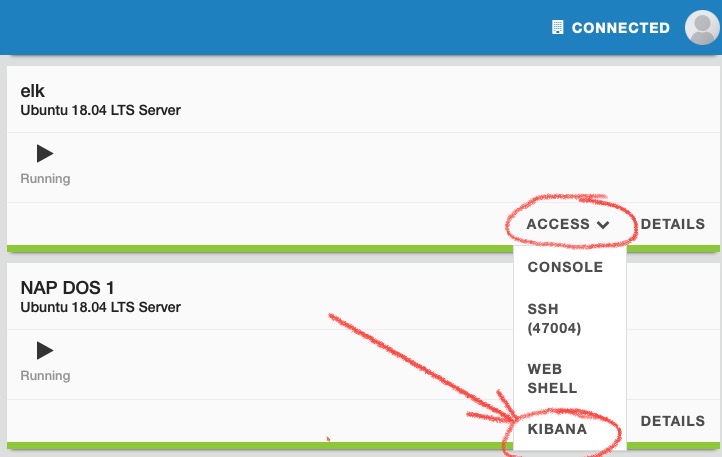 CONNECTED
elk
Ubuntu 18.04 LTS Server
Running
ACCESS DETAILS
CONSOLE
SSH
(47004)
WEB
SHELL
KIBANA
NAP DOS 1
Ubuntu 18.04 LTS Server
Running
DETAILS